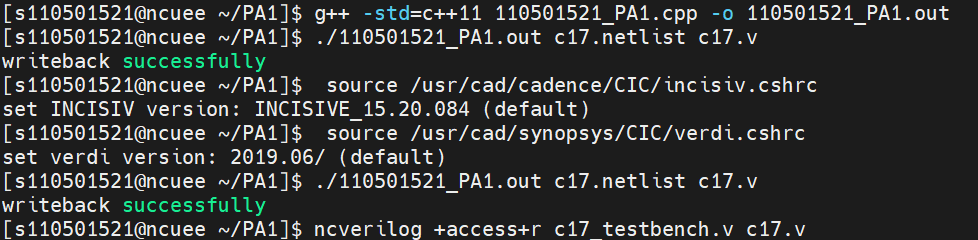 [s110501521@ncuee ~/PA1]$ g++ -std=c++11 110501521_PA1.cpp -o 110501521_PA1.out
[s110501521@ncuee ~/PA1]$ ./110501521_PA1.out c17.netlist c17.v
writeback successfully
[s110501521@ncuee ~/PA1]$  source /usr/cad/cadence/CIC/incisiv.cshrc
set INCISIV version: INCISIVE_15.20.084 (default)
[s110501521@ncuee ~/PA1]$  source /usr/cad/synopsys/CIC/verdi.cshrc
set verdi version: 2019.06/ (default)
[s110501521@ncuee ~/PA1]$ ./110501521_PA1.out c17.netlist c17.v
writeback successfully
[s110501521@ncuee ~/PA1]$ ncverilog +access+r c17_testbench.v c17.v